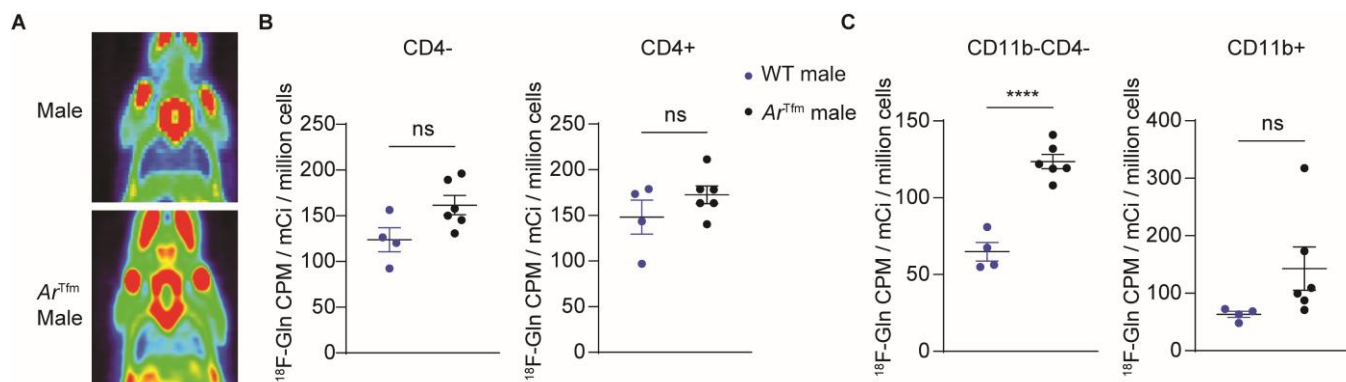 A
Male
Ar^Tfm
Male
B
CD4-
¹⁸F-Gln CPM / mCi / million cells
250
200
150
100
50
0
ns
CD4+
¹⁸F-Gln CPM / mCi / million cells
250
200
150
100
50
0
ns
WT male
Ar^Tfm male
C
CD11b-CD4-
¹⁸F-Gln CPM / mCi / million cells
150
100
50
0
****
CD11b+
¹⁸F-Gln CPM / mCi / million cells
400
300
200
100
0
ns